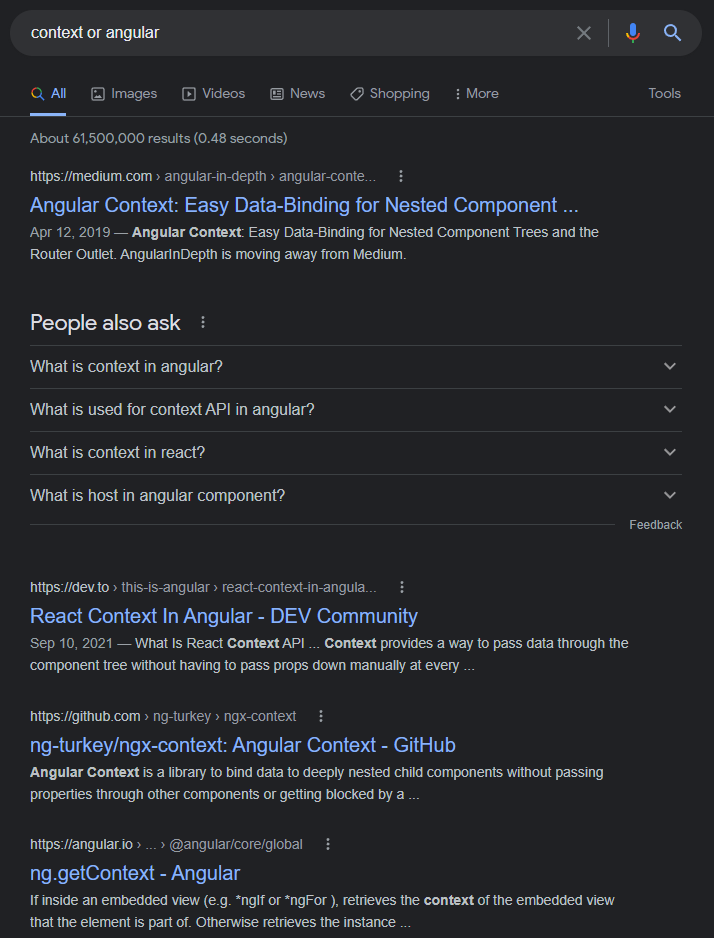 context or angular
All Images Videos News Shopping More Tools
About 61,500,000 results (0.48 seconds)
https://medium.com › angular-in-depth › angular-conte...
Angular Context: Easy Data-Binding for Nested Component ...
Apr 12, 2019 — Angular Context: Easy Data-Binding for Nested Component Trees and the
Router Outlet. AngularInDepth is moving away from Medium.
People also ask
What is context in angular?
What is used for context API in angular?
What is context in react?
What is host in angular component?
Feedback
https://dev.to › this-is-angular › react-context-in-angula...
React Context In Angular - DEV Community
Sep 10, 2021 — What Is React Context API ... Context provides a way to pass data through the
component tree without having to pass props down manually at every ...
https://github.com › ng-turkey › ngx-context
ng-turkey/ngx-context: Angular Context - GitHub
Angular Context is a library to bind data to deeply nested child components without passing
properties through other components or getting blocked by a ...
https://angular.io › ... › @angular/core/global
ng.getContext - Angular
If inside an embedded view (e.g. *ngIf or *ngFor ), retrieves the context of the embedded view
that the element is part of. Otherwise retrieves the instance ...